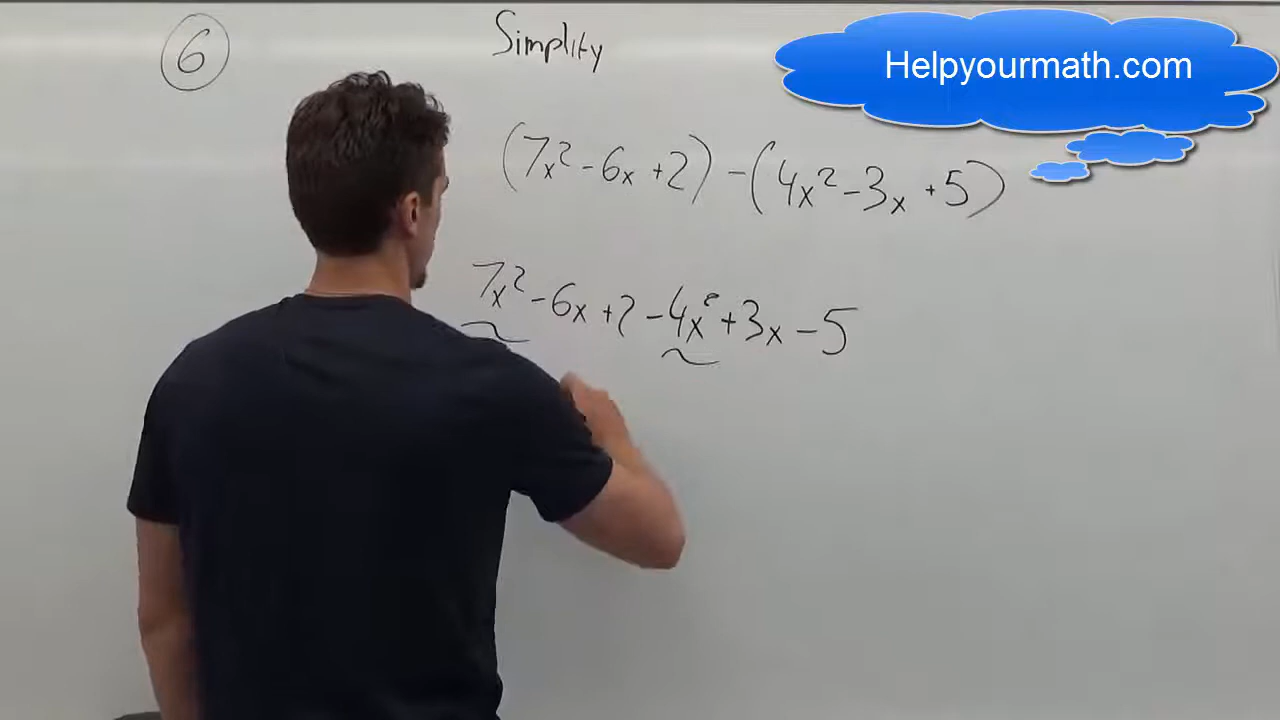 6
Simplify
Helpyourmath.com
(7x² - 6x + 2) - (4x² - 3x + 5)
7x² - 6x + 2 - 4x² + 3x - 5